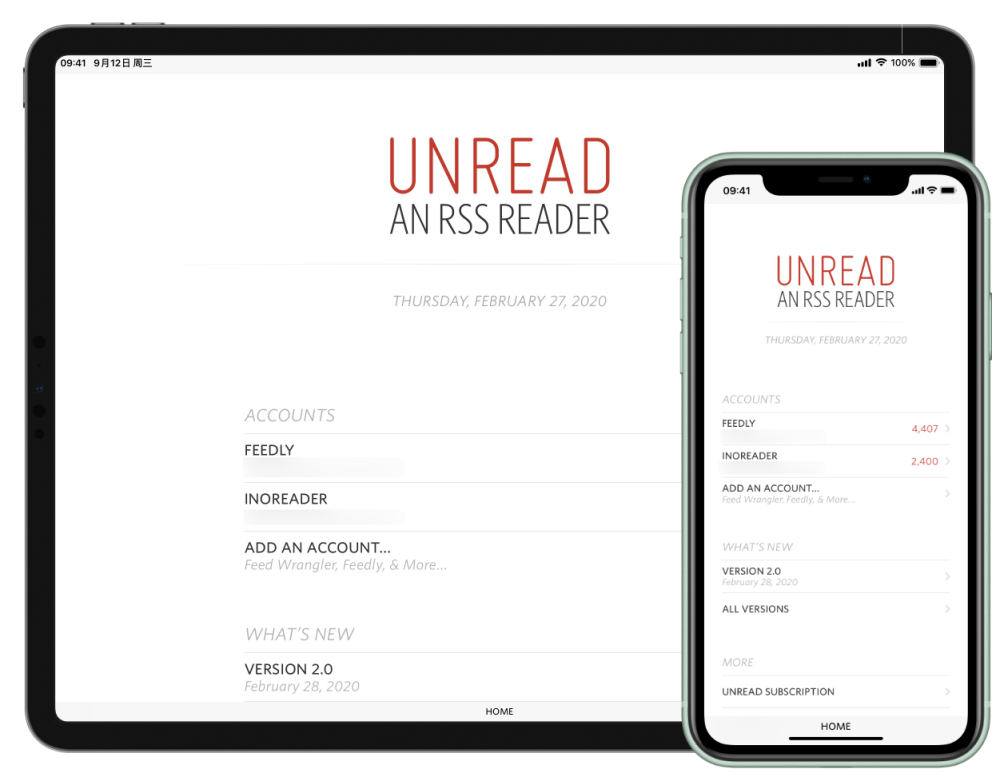 09:41 9月12日 周三
100%
UNREAD
AN RSS READER
THURSDAY, FEBRUARY 27, 2020
ACCOUNTS
FEEDLY
INOREADER
ADD AN ACCOUNT...
Feed Wrangler, Feedly, & More...
WHAT'S NEW
VERSION 2.0
February 28, 2020
HOME
09:41
UNREAD
AN RSS READER
THURSDAY, FEBRUARY 27, 2020
ACCOUNTS
FEEDLY
4,407
INOREADER
2,400
ADD AN ACCOUNT...
Feed Wrangler, Feedly, & More...
WHAT'S NEW
VERSION 2.0
February 28, 2020
ALL VERSIONS
MORE
UNREAD SUBSCRIPTION
HOME